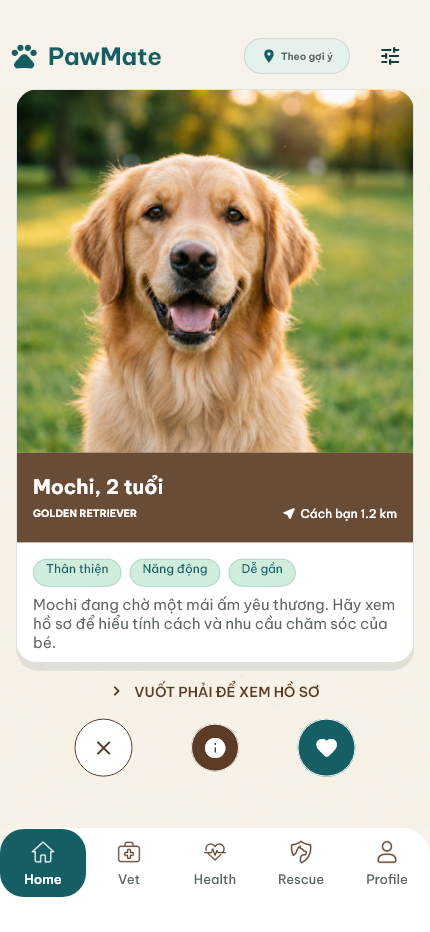 PawMate
Theo gợi ý
Mochi, 2 tuổi
GOLDEN RETRIEVER
Cách bạn 1.2 km
Thân thiện
Năng động
Dễ gần
Mochi đang chờ một mái ấm yêu thương. Hãy xem
hồ sơ để hiểu tính cách và nhu cầu chăm sóc của
bé.
VUỐT PHẢI ĐỂ XEM HỒ SƠ
Home
Vet
Health
Rescue
Profile